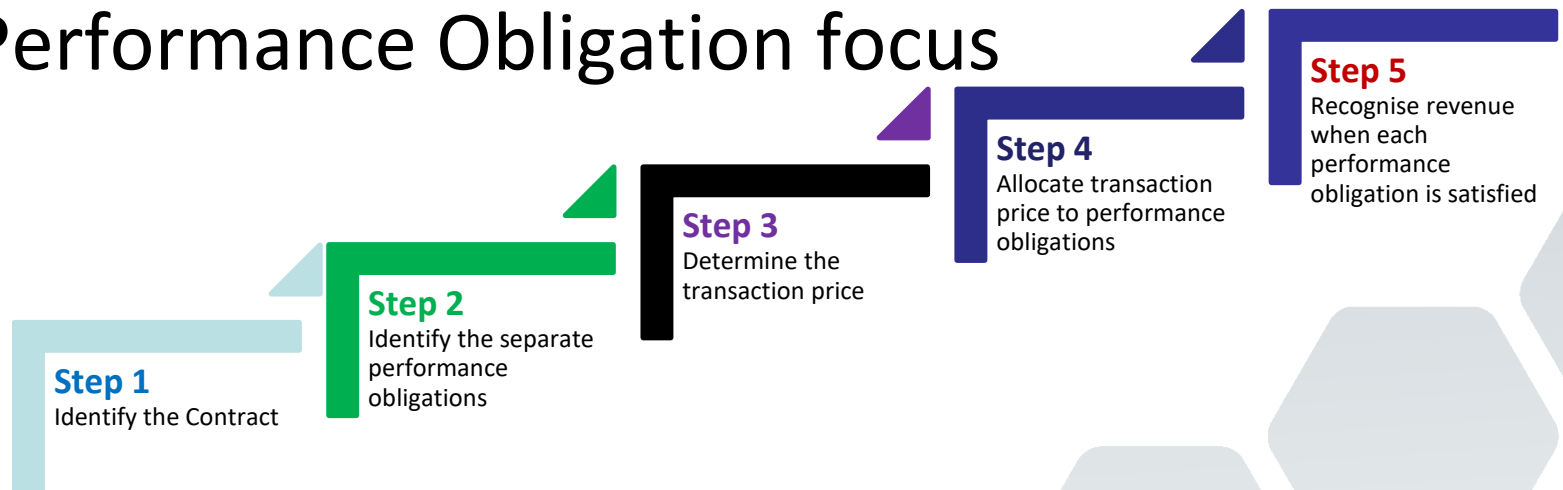 Performance Obligation focus
Step 1
Identify the Contract
Step 2
Identify the separate
performance
obligations
Step 3
Determine the
transaction price
Step 4
Allocate transaction
price to performance
obligations
Step 5
Recognise revenue
when each
performance
obligation is satisfied